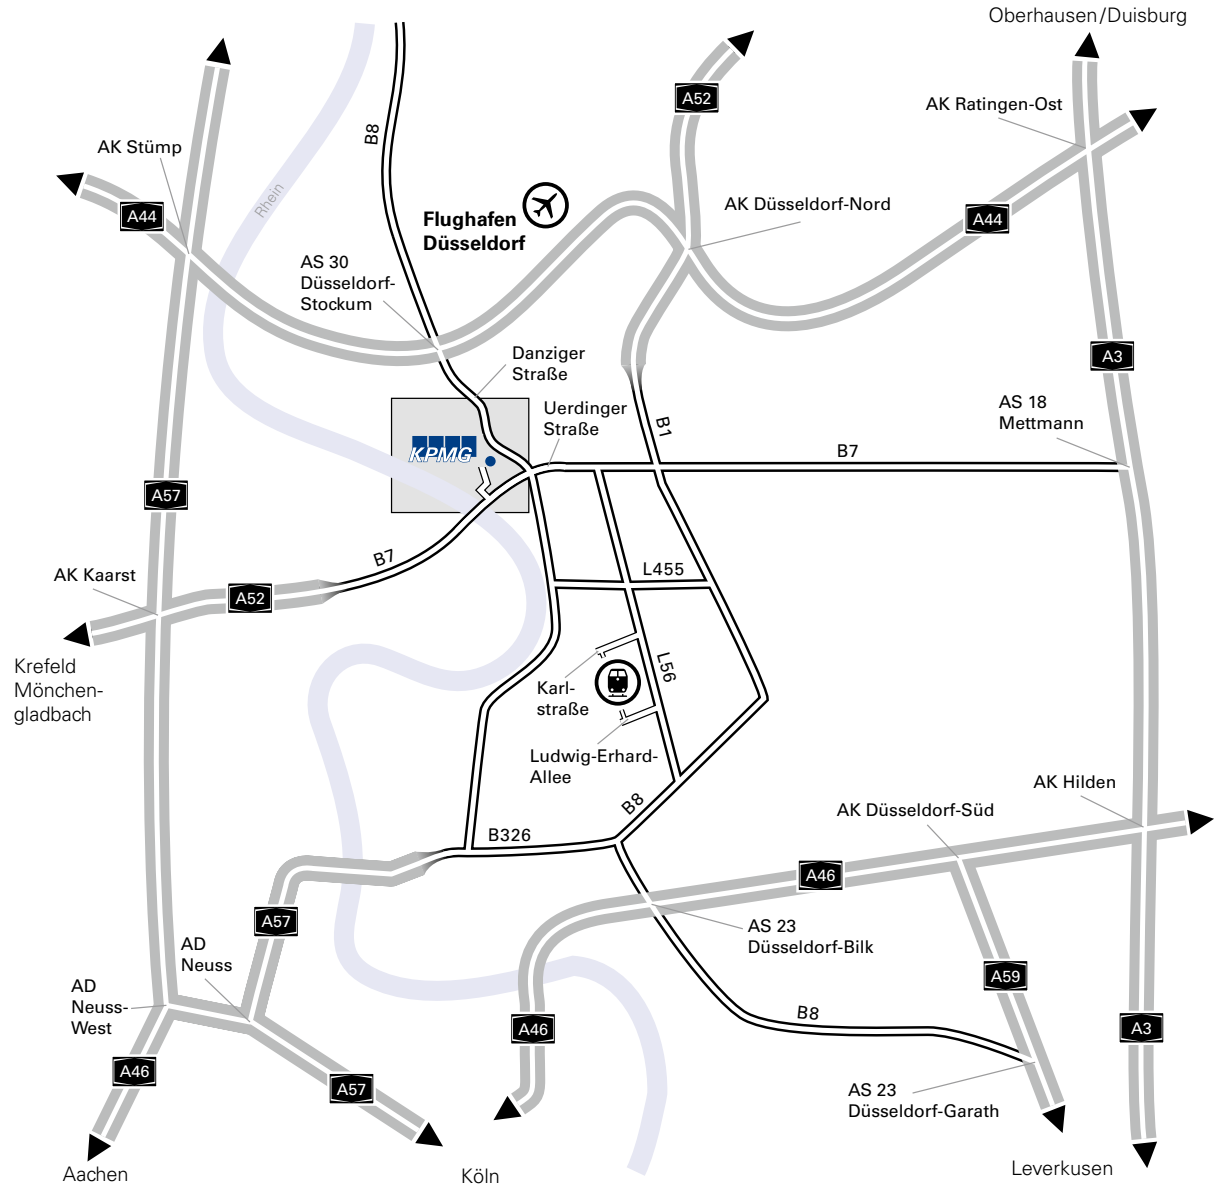 Oberhausen/Duisburg
A52
AK Ratingen-Ost
B8
AK Stümp
Rhein
A44
Flughafen
Düsseldorf
AK Düsseldorf-Nord
A44
AS 30
Düsseldorf-
Stockum
Danziger
Straße
A3
Uerdinger
Straße
B1
AS 18
Mettmann
KPMG
B7
A57
B7
AK Kaarst
A52
L455
Krefeld
Mönchen-
gladbach
Karl-
straße
L56
Ludwig-Erhard-
Allee
B8
AK Hilden
AK Düsseldorf-Süd
B326
A46
A57
AS 23
Düsseldorf-Bilk
AD
Neuss
AD
Neuss-
West
A59
B8
A46
A3
A46
A57
AS 23
Düsseldorf-Garath
Aachen
Köln
Leverkusen